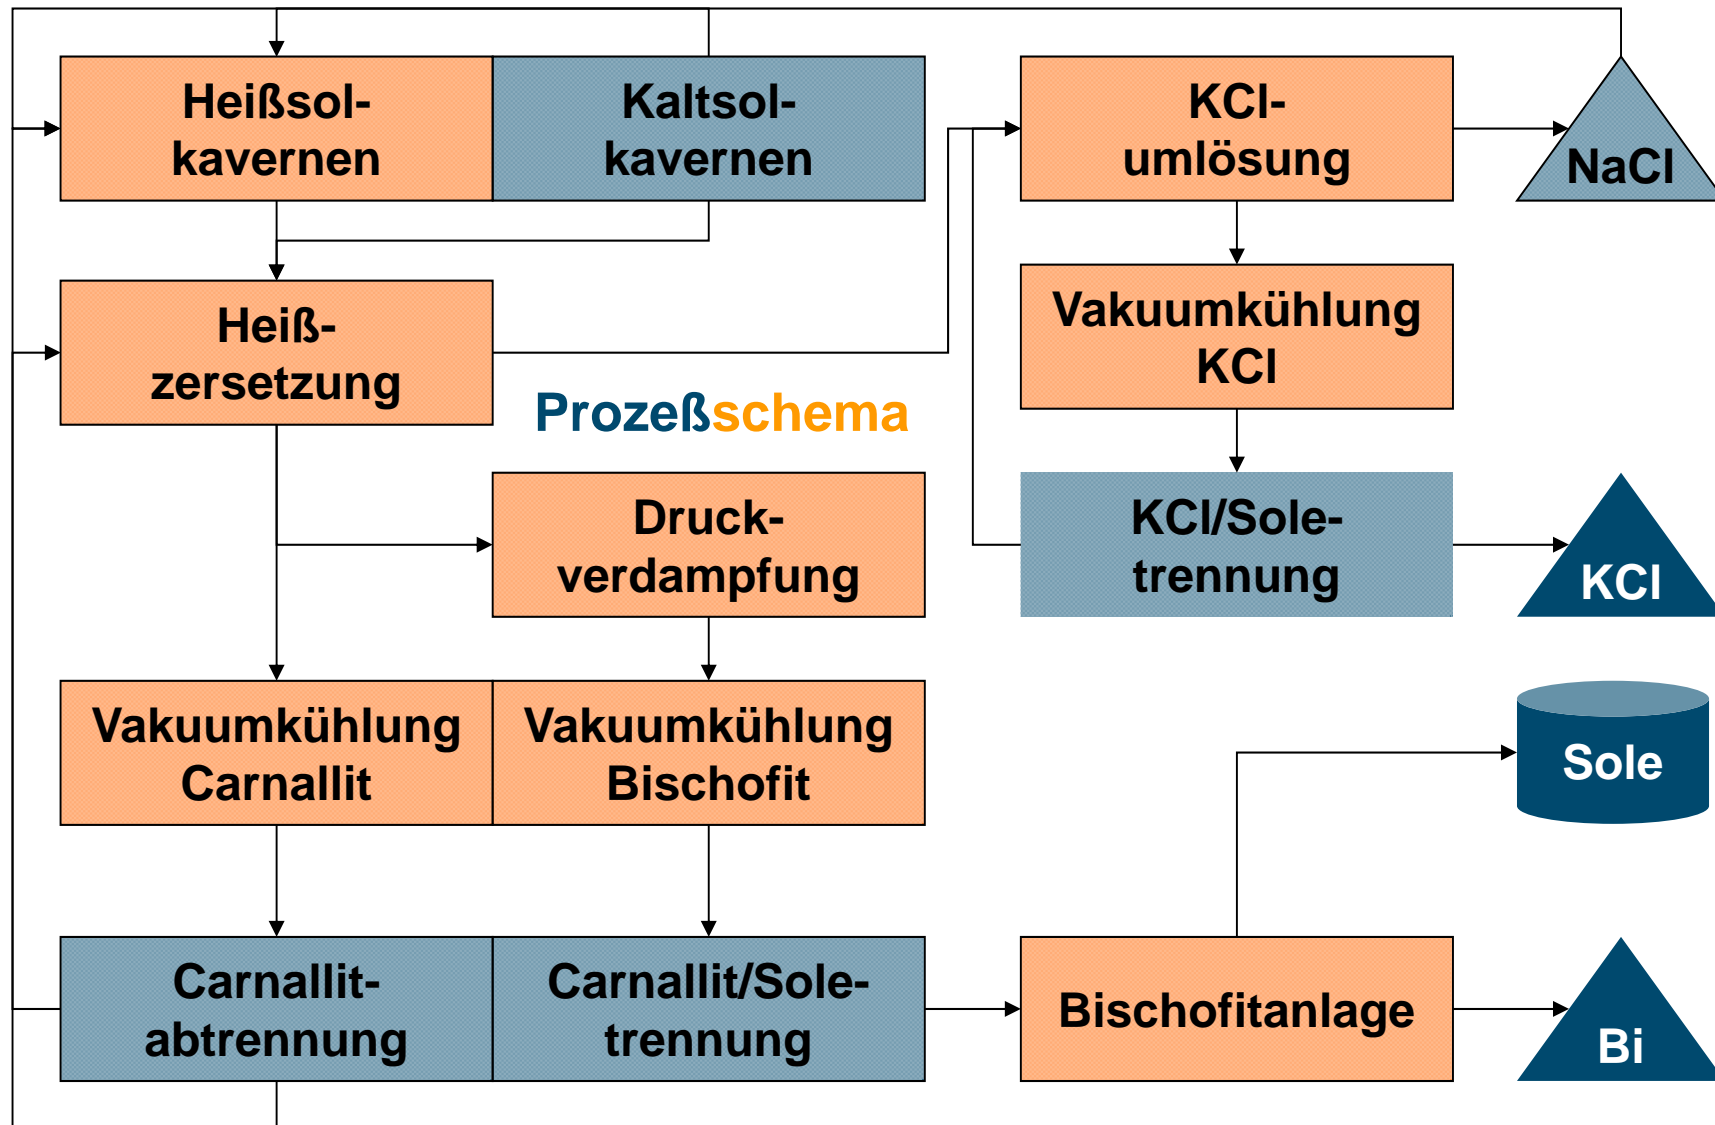 Heißsol-
kavernen
Kaltsol-
kavernen
KCl-
umlösung
NaCl
Heiß-
zersetzung
Vakuumkühlung
KCl
Prozeßschema
Druck-
verdampfung
KCl/Sole-
trennung
KCl
Vakuumkühlung
Carnallit
Vakuumkühlung
Bischofit
Sole
Carnallit-
abtrennung
Carnallit/Sole-
trennung
Bischofitanlage
Bi